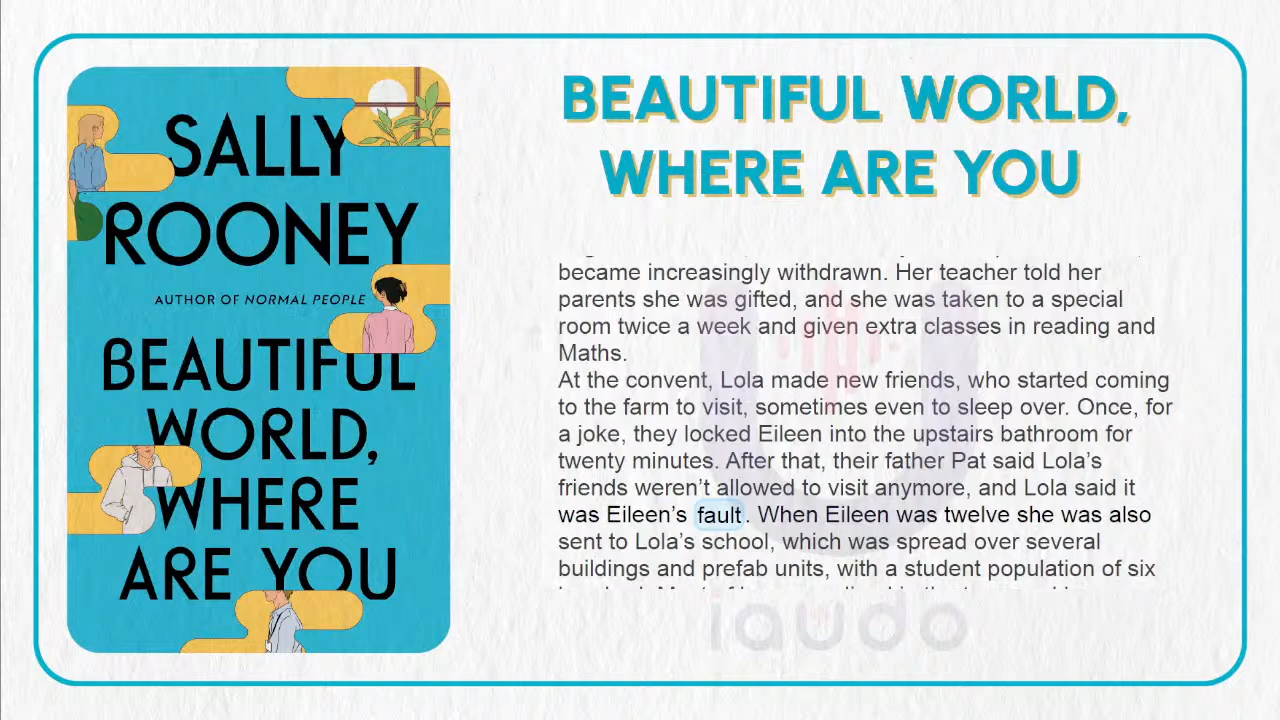 SALLY
ROONEY
AUTHOR OF NORMAL PEOPLE
BEAUTIFUL
WORLD,
WHERE
ARE YOU
BEAUTIFUL WORLD,
WHERE ARE YOU
became increasingly withdrawn. Her teacher told her
parents she was gifted, and she was taken to a special
room twice a week and given extra classes in reading and
Maths.
At the convent, Lola made new friends, who started coming
to the farm to visit, sometimes even to sleep over. Once, for
a joke, they locked Eileen into the upstairs bathroom for
twenty minutes. After that, their father Pat said Lola’s
friends weren’t allowed to visit anymore, and Lola said it
was Eileen’s fault. When Eileen was twelve she was also
sent to Lola’s school, which was spread over several
buildings and prefab units, with a student population of six
iaudo